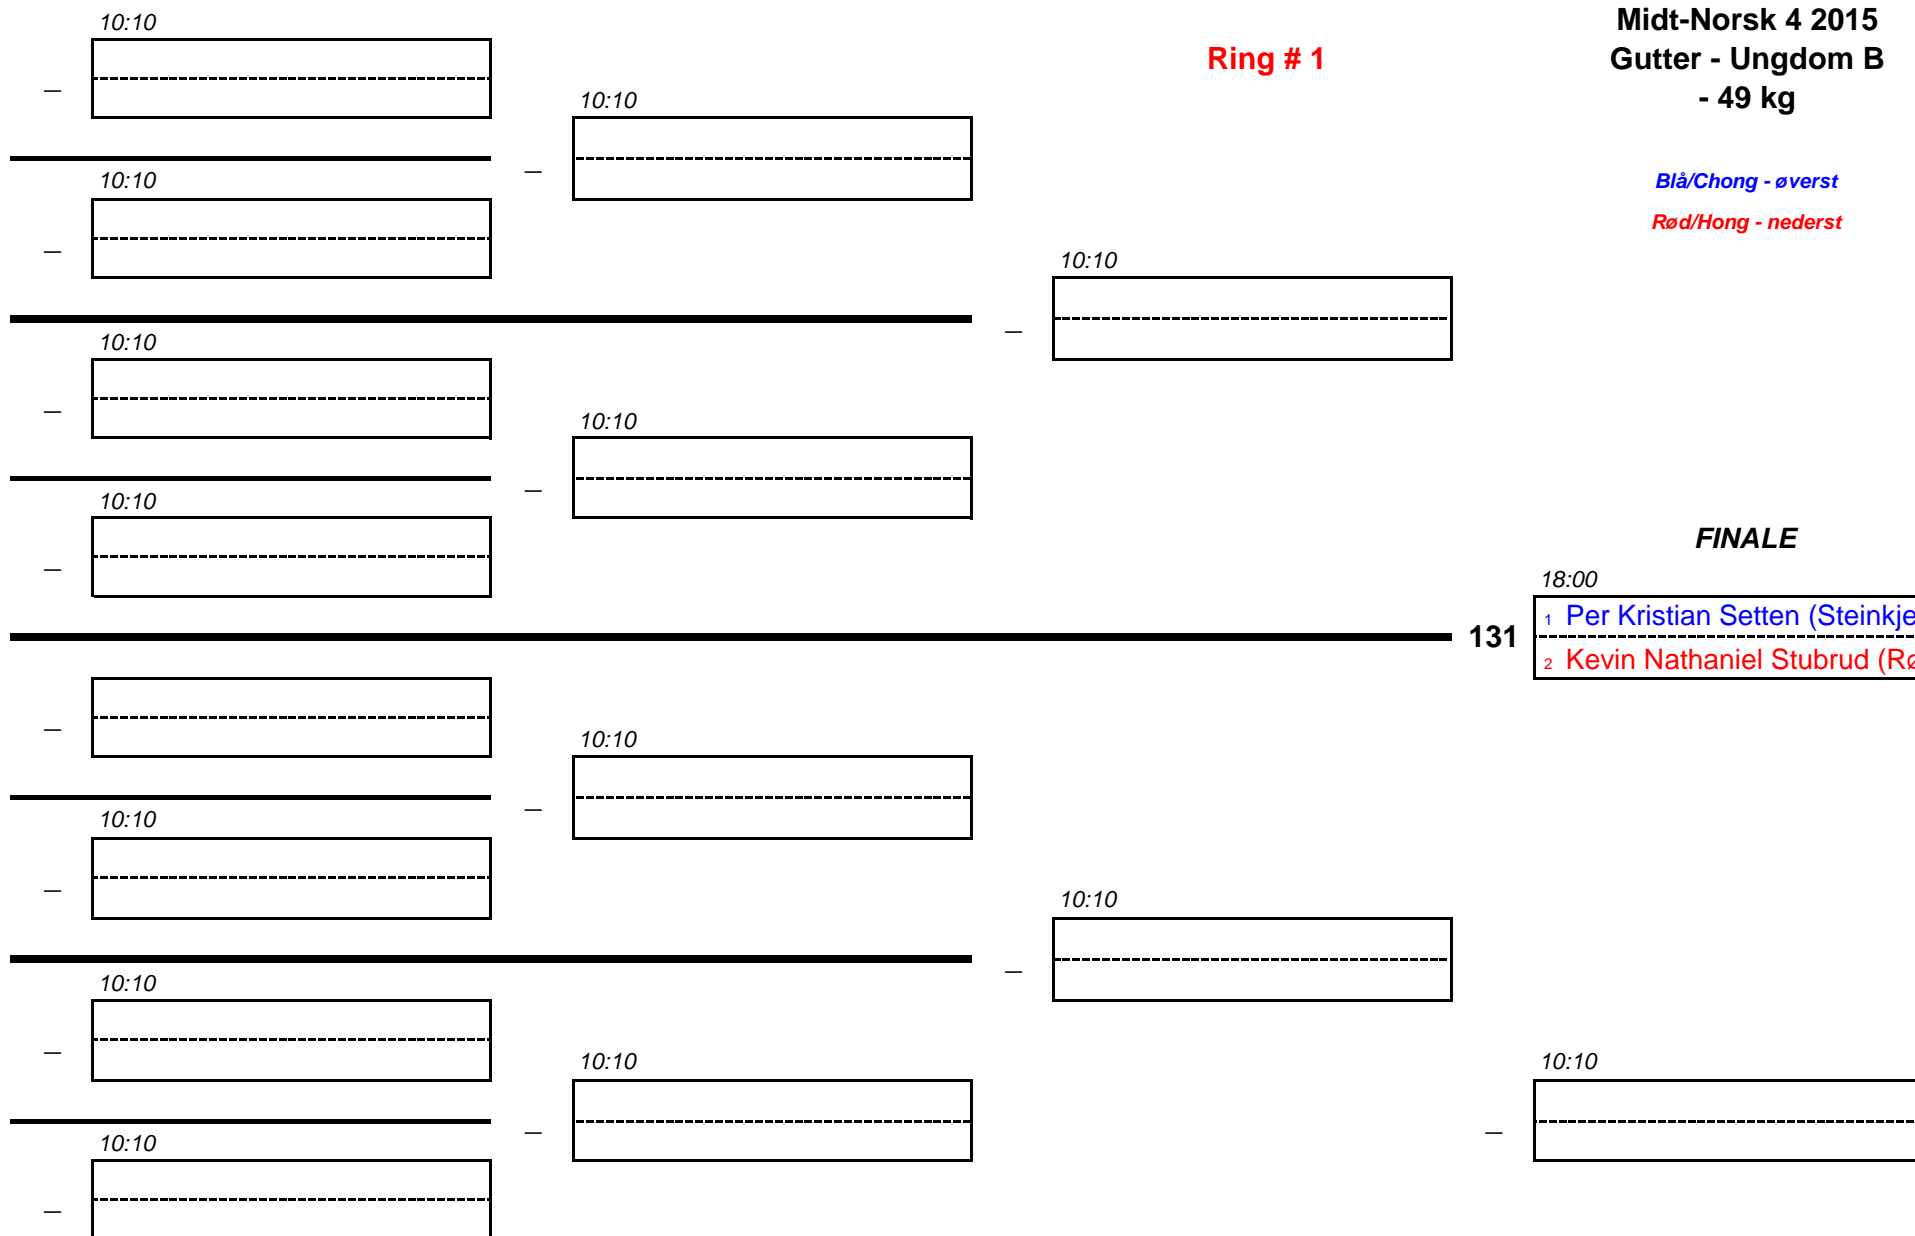 10:10
Midt-Norsk 4 2015
Ring # 1
Gutter - Ungdom B
- 49 kg
10:10
10:10
Blå/Chong - øverst
Rød/Hong - nederst
10:10
10:10
10:10
10:10
FINALE
18:00
1 Per Kristian Setten (Steinkje
131
2 Kevin Nathaniel Stubrud (Rø
10:10
10:10
10:10
10:10
10:10
10:10
10:10